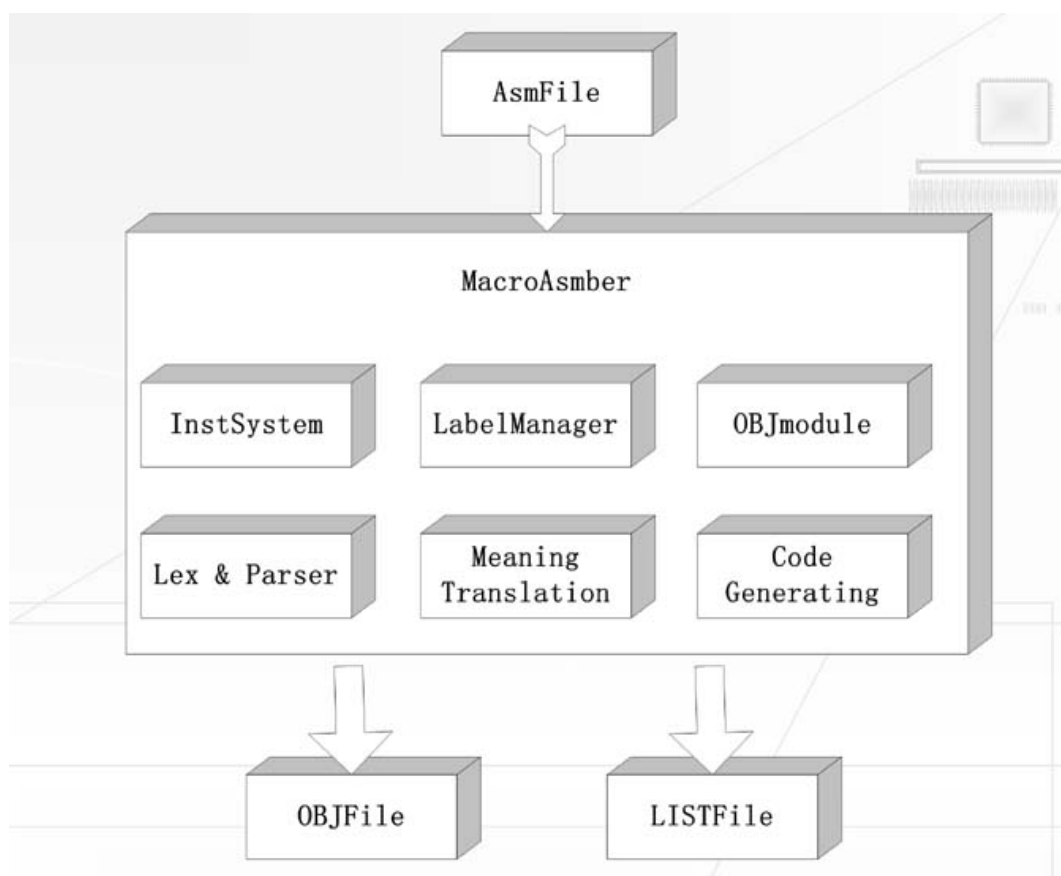 AsmFile
MacroAsmber
InstSystem
LabelManager
OBJmodule
Lex & Parser
Meaning
Translation
Code
Generating
OBJFile
LISTFile